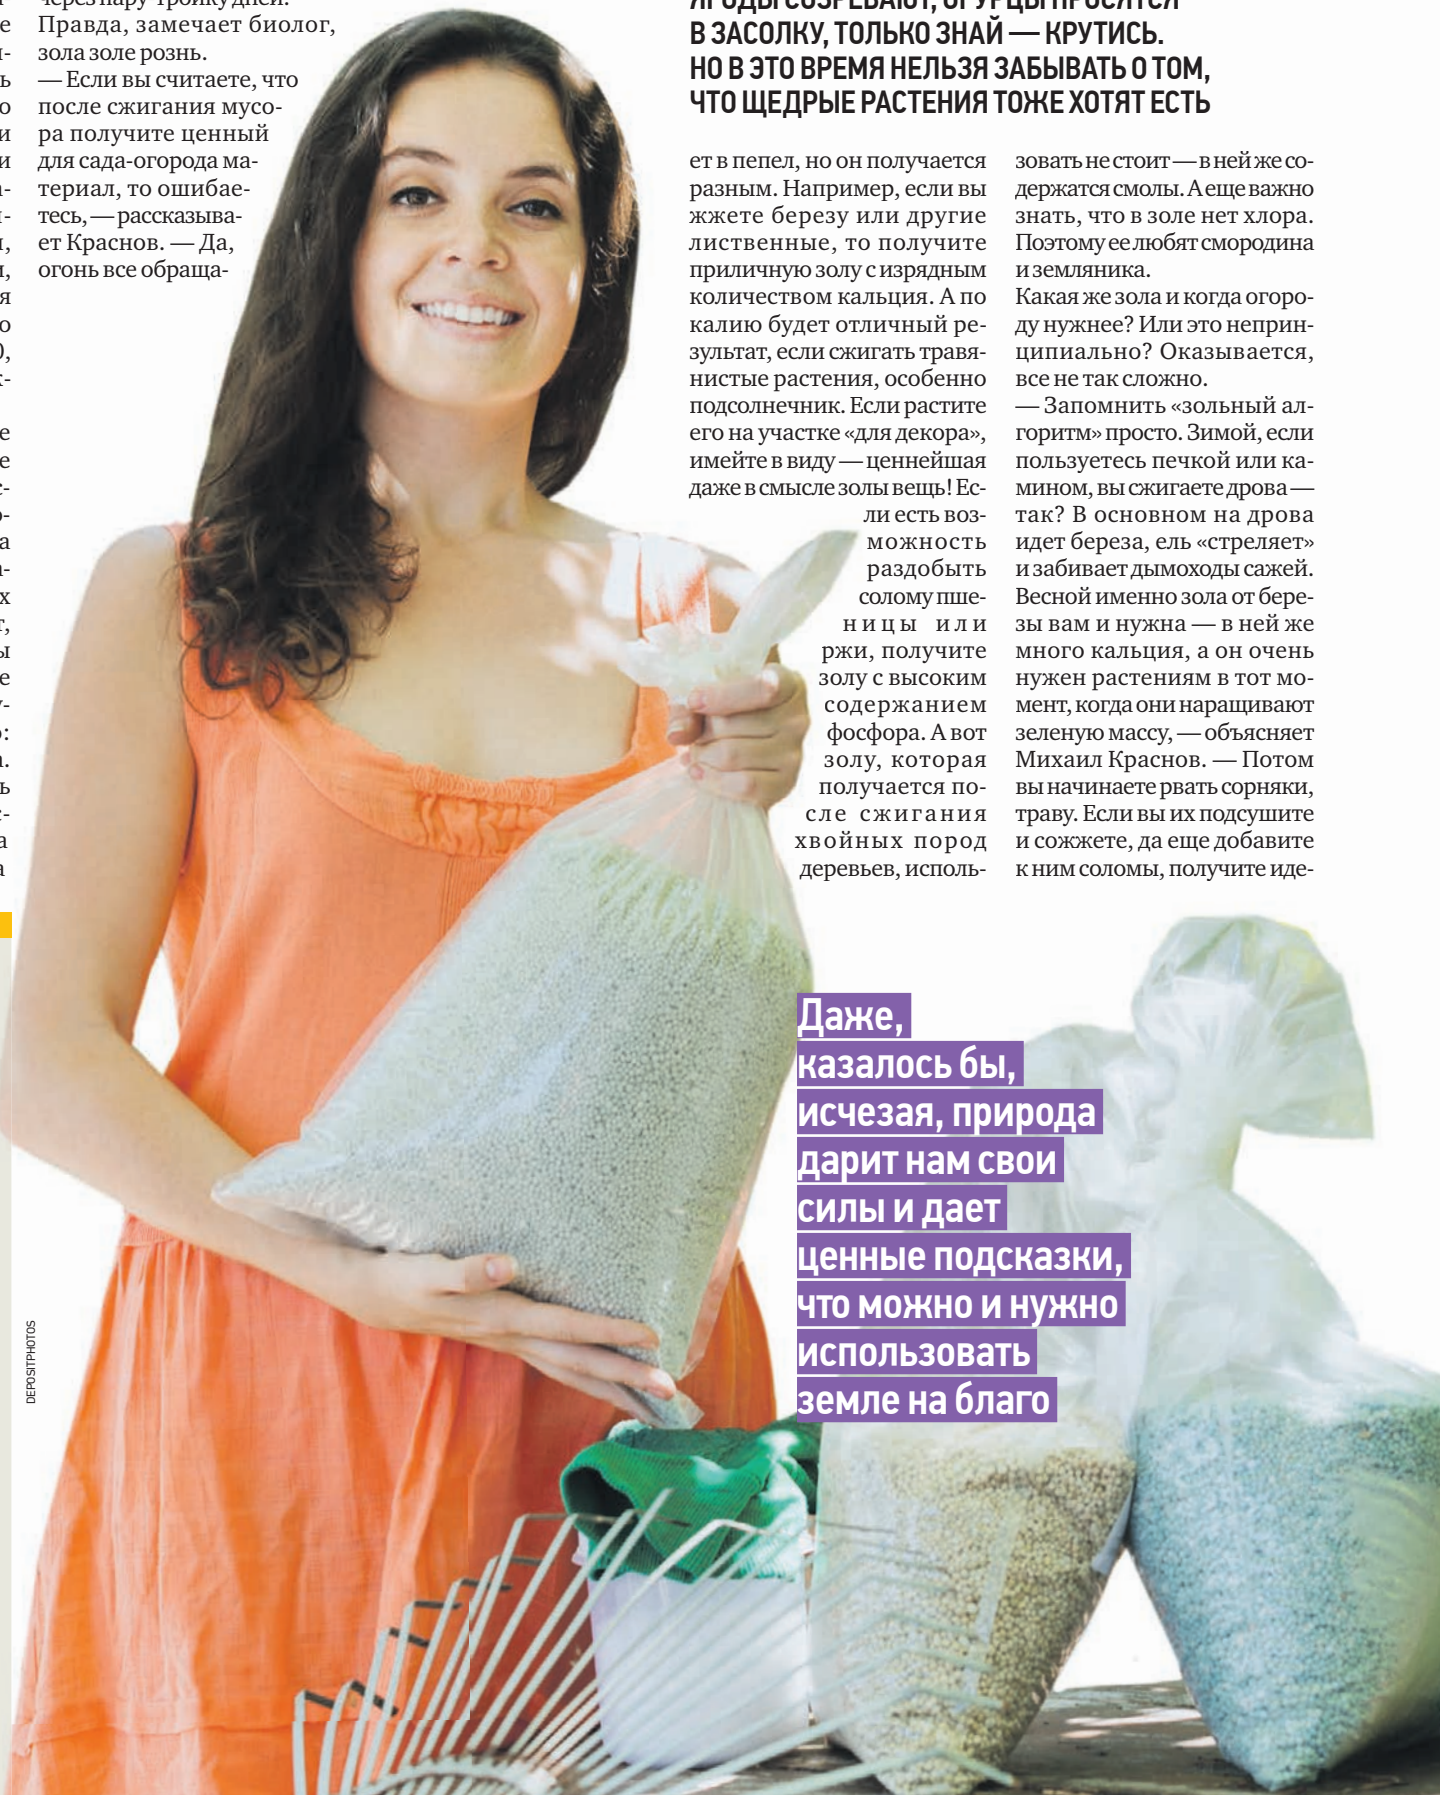 Правда, замечает биолог,
зола золе рознь.
— Если вы считаете, что
после сжигания мусо-
ра получите ценный
для сада-огорода ма-
териал, то ошибае-
тесь, — рассказыва-
ет Краснов. — Да,
огонь все обраща-
ЯГОДЫ СОЗРЕВАЮТ, ОГУРЦЫ ПРОСЯТСЯ
В ЗАСОЛКУ, ТОЛЬКО ЗНАЙ — КРУТИСЬ.
НО В ЭТО ВРЕМЯ НЕЛЬЗЯ ЗАБЫВАТЬ О ТОМ,
ЧТО ЩЕДРЫЕ РАСТЕНИЯ ТОЖЕ ХОТЯТ ЕСТЬ
ет в пепел, но он получается
разным. Например, если вы
жжете березу или другие
лиственные, то получите
приличную золу с изрядным
количеством кальция. А по
калию будет отличный ре-
зультат, если сжигать травя-
нистые растения, особенно
подсолнечник. Если растите
его на участке «для декора»,
имейте в виду — ценнейшая
даже в смысле золы вещь! Ес-
ли есть воз-
можность
раздобыть
солому пше-
ницы или
ржи, получите
золу с высоким
содержанием
фосфора. А вот
золу, которая
получается по-
сле сжигания
хвойных пород
деревьев, исполь-
зовать не стоит — в ней же со-
держатся смолы. А еще важно
знать, что в золе нет хлора.
Поэтому ее любят смородина
и земляника.
Какая же зола и когда огоро-
ду нужнее? Или это неприн-
ципиально? Оказывается,
все не так сложно.
— Запомнить «зольный ал-
горитм» просто. Зимой, если
пользуетесь печкой или ка-
мином, вы сжигаете дрова —
так? В основном на дрова
идет береза, ель «стреляет»
и забивает дымоходы сажей.
Весной именно зола от бере-
зы вам и нужна — в ней же
много кальция, а он очень
нужен растениям в тот мо-
мент, когда они наращивают
зеленую массу, — объясняет
Михаил Краснов. — Потом
вы начинаете рвать сорняки,
траву. Если вы их подсушите
и сожжете, да еще добавите
к ним соломы, получите иде-
Даже,
казалось бы,
исчезая, природа
дарит нам свои
силы и дает
ценные подсказки,
что можно и нужно
использовать
земле на благо
DEPOSITPHOTOS